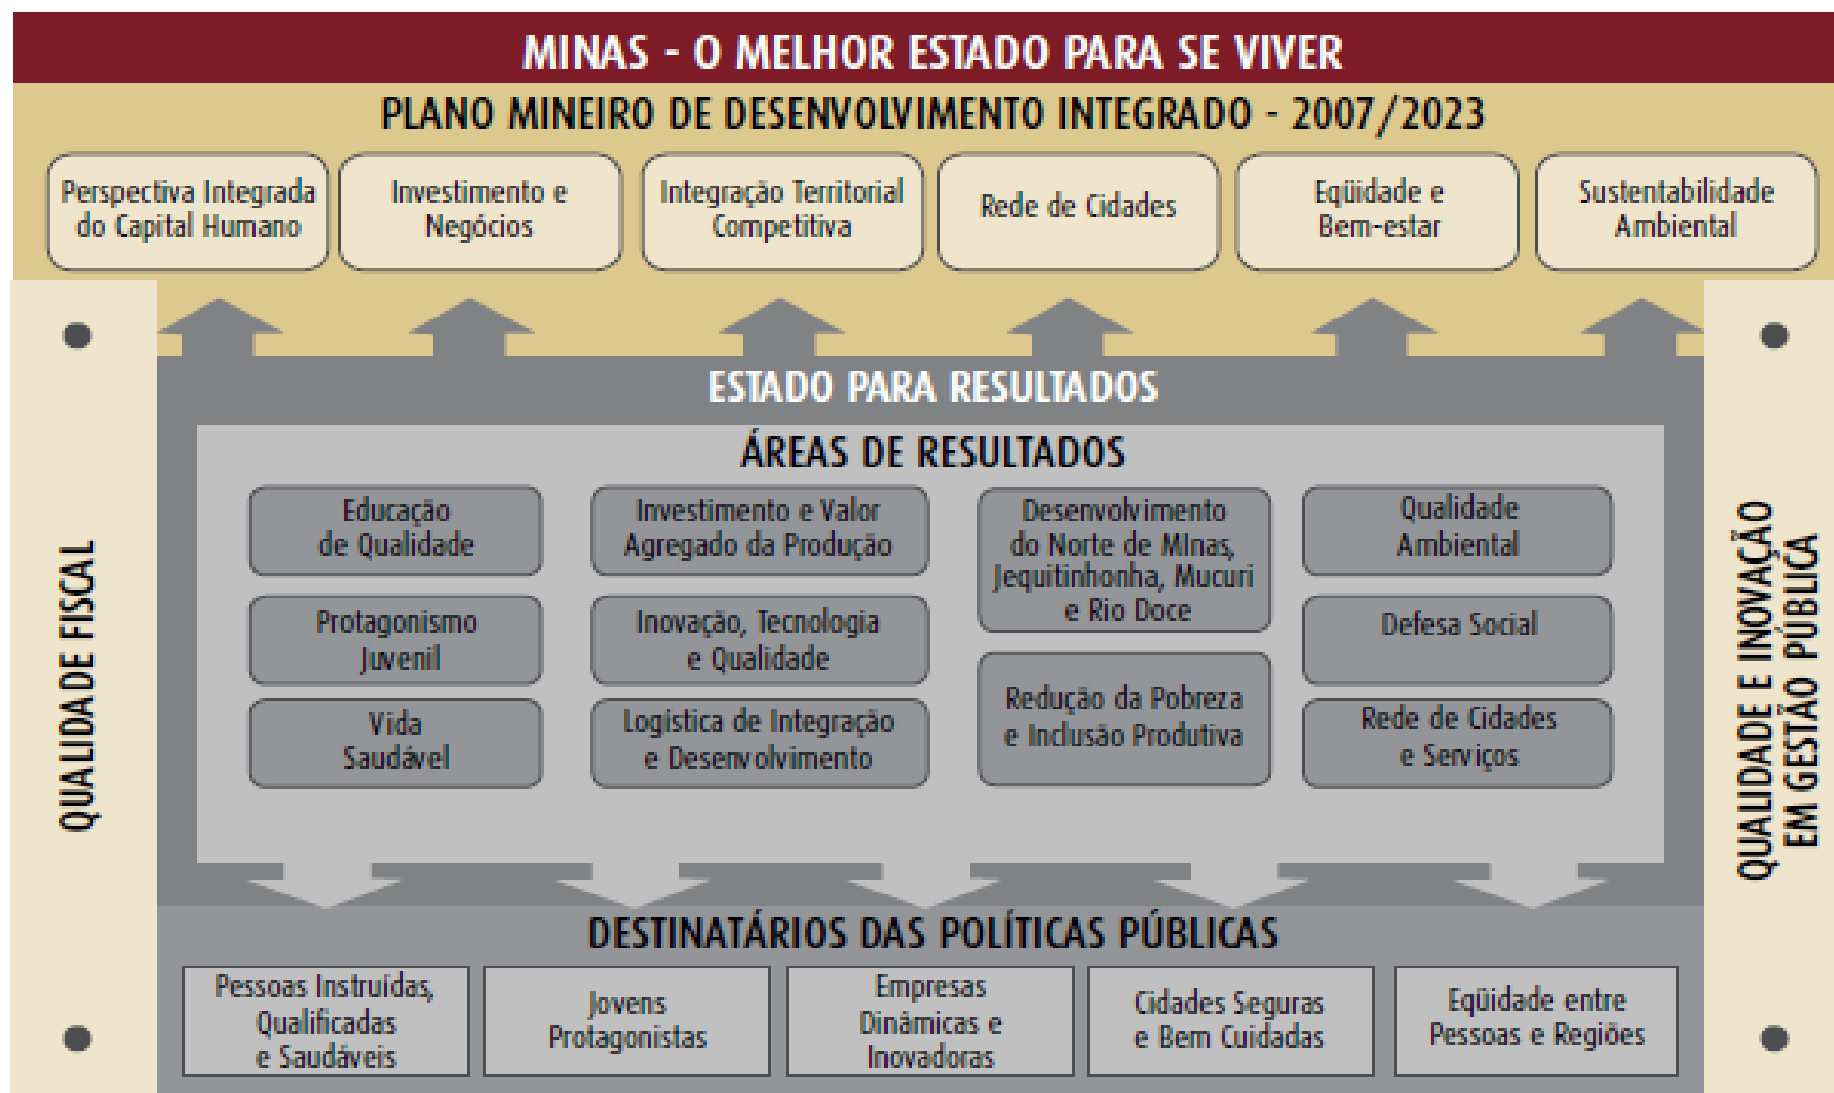 MINAS - O MELHOR ESTADO PARA SE VIVER
PLANO MINEIRO DE DESENVOLVIMENTO INTEGRADO - 2007/2023
Perspectiva Integrada
do Capital Humano
Investimento e
Negócios
Integração Territorial
Competitiva
Rede de Cidades
Eqüidade e
Bem-estar
Sustentabilidade
Ambiental
QUALIDADE FISCAL
ESTADO PARA RESULTADOS
ÁREAS DE RESULTADOS
Educação
de Qualidade
Protagonismo
Juvenil
Vida
Saudável
Investimento e Valor
Agregado da Produção
Inovação, Tecnologia
e Qualidade
Logística de Integração
e Desenvolvimento
Desenvolvimento
do Norte de MInas,
Jequitinhonha, Mucuri
e Rio Doce
Redução da Pobreza
e Inclusão Produtiva
Qualidade
Ambiental
Defesa Social
Rede de Cidades
e Serviços
QUALIDADE E INOVAÇÃO
EM GESTÃO PÚBLICA
DESTINATÁRIOS DAS POLÍTICAS PÚBLICAS
Pessoas Instruídas,
Qualificadas
e Saudáveis
Jovens
Protagonistas
Empresas
Dinâmicas e
Inovadoras
Cidades Seguras
e Bem Cuidadas
Eqüidade entre
Pessoas e Regiões